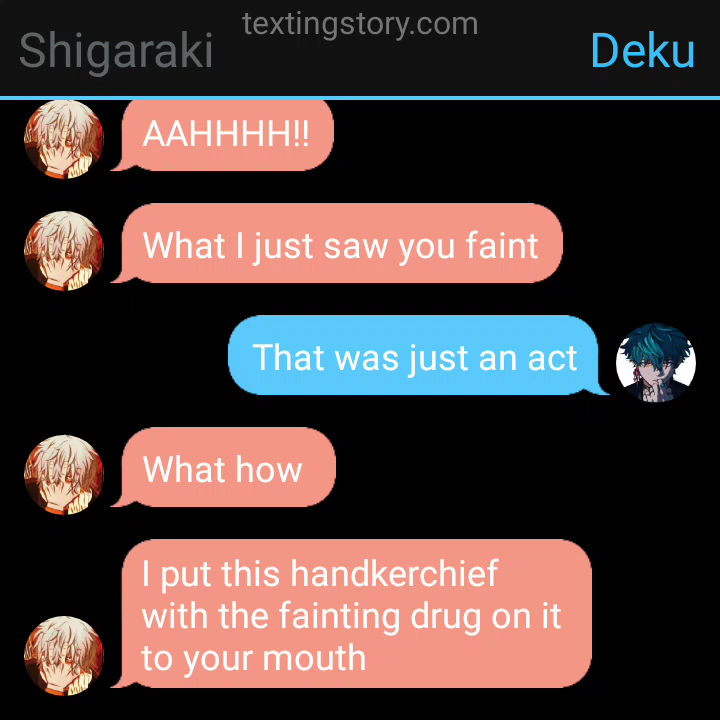 textingstory.com
Shigaraki
Deku
AAHHHH!!
What I just saw you faint
That was just an act
What how
I put this handkerchief
with the fainting drug on it
to your mouth